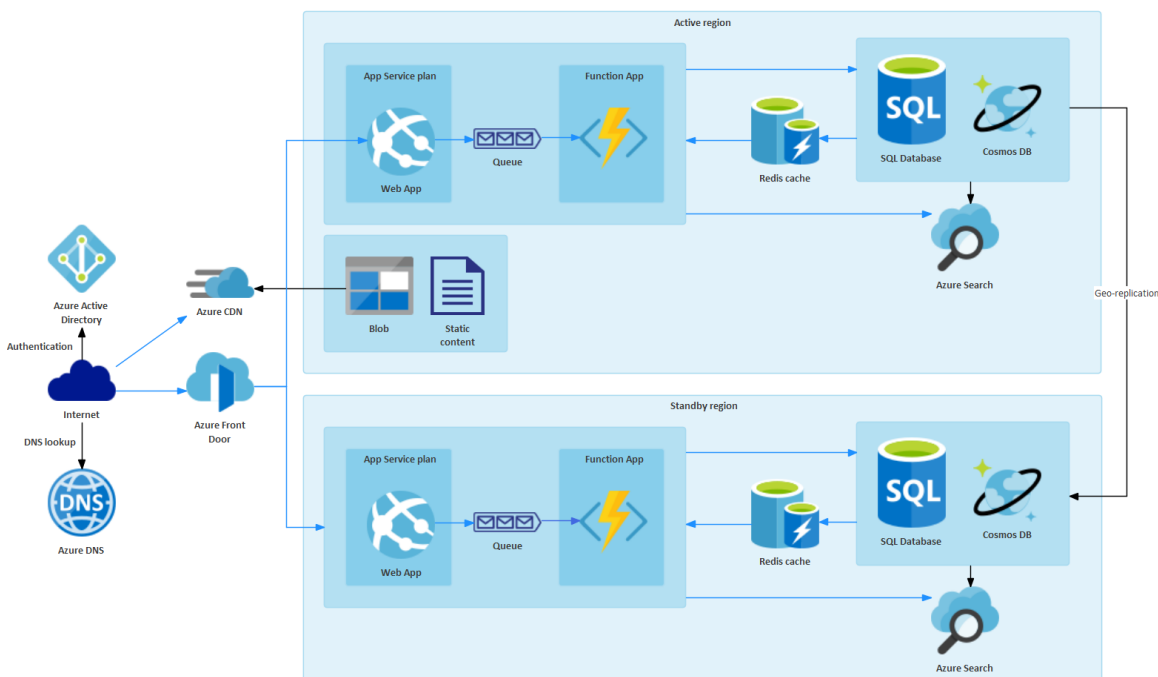 Active region
App Service plan
Function App
Web App
Queue
SQL
SQL Database
Cosmos DB
Redis cache
Azure Search
Blob
Static
content
Geo-replication
Azure Active
Directory
Authentication
Internet
DNS lookup
DNS
Azure DNS
Azure CDN
Azure Front
Door
Standby region
App Service plan
Function App
Web App
Queue
SQL
SQL Database
Cosmos DB
Redis cache
Azure Search